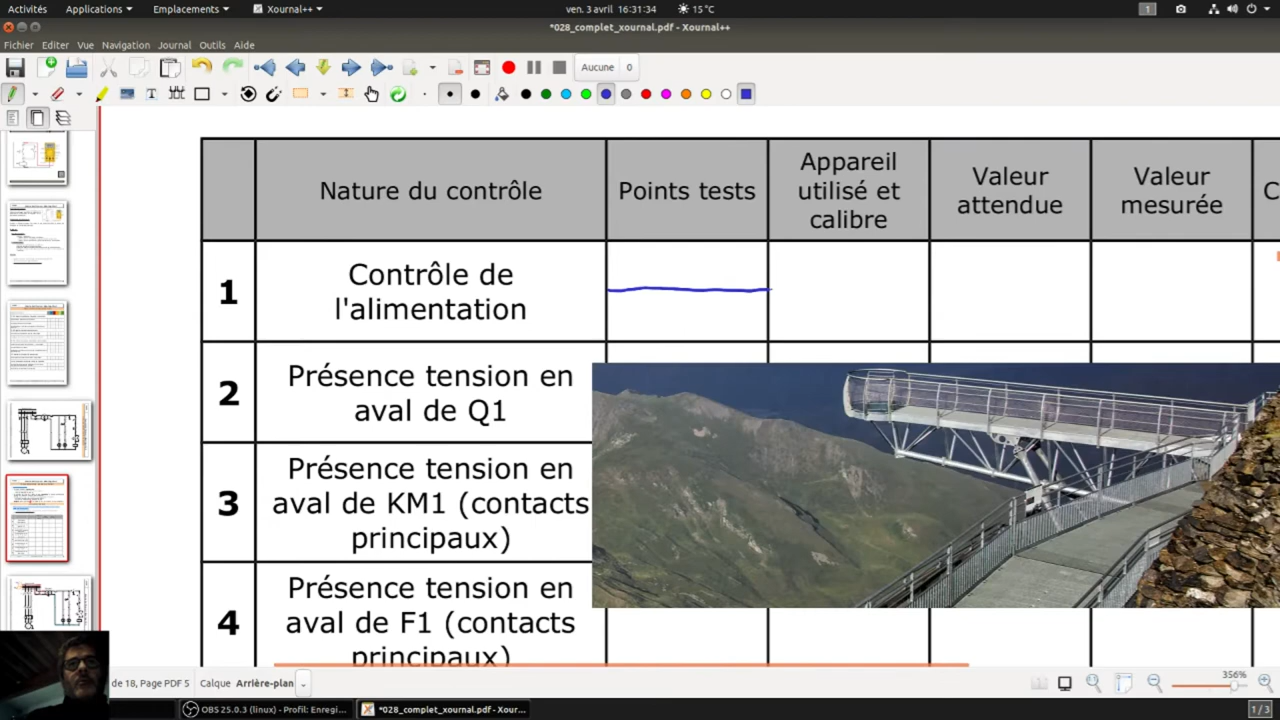 Activités Applications Emplacements Xournal++ ven. 3 avril 16:31:34 15 °C 1
*028_complet_xournal.pdf - Xournal++
Fichier Editer Vue Navigation Journal Outils Aide
Aucune 0
Nature du contrôle
Points tests
Appareil
utilisé et
calibre
Valeur
attendue
Valeur
mesurée
C
1
Contrôle de
l'alimentation
2
Présence tension en
aval de Q1
3
Présence tension en
aval de KM1 (contacts
principaux)
4
Présence tension en
aval de F1 (contacts
principaux)
de 18, Page PDF 5 Calque Arrière-plan 356%
OBS 25.0.3 (linux) - Profil: Enregi... *028_complet_xournal.pdf - Xour... 1 / 3